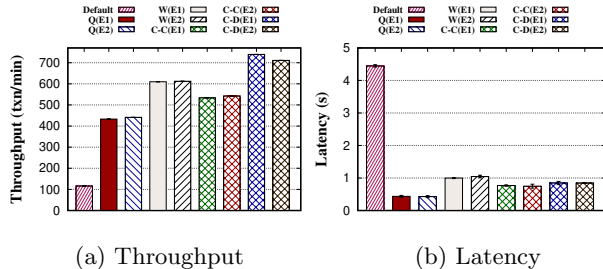 Default
Q(E1)
Q(E2)
W(E1)
W(E2)
C-C(E1)
C-C(E2)
C-D(E1)
C-D(E2)
Throughput (txn/min)
700
600
500
400
300
200
100
0
(a) Throughput
Default
Q(E1)
Q(E2)
W(E1)
W(E2)
C-C(E1)
C-C(E2)
C-D(E1)
C-D(E2)
Latency (s)
5
4
3
2
1
0
(b) Latency